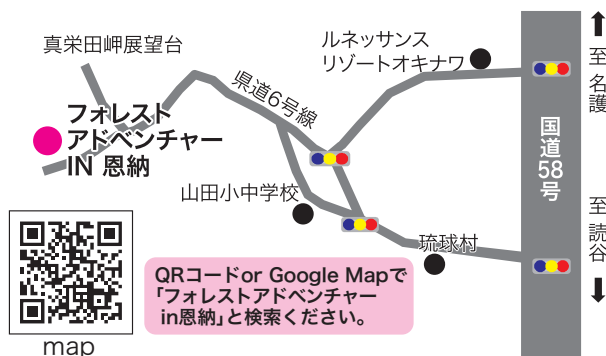 真栄田岬展望台
ルネッサンス
リゾートオキナワ
至 名護
県道6号線
フォレスト
アドベンチャー
IN 恩納
国道58号
山田小中学校
至 読谷
琉球村
QRコードor Google Mapで
「フォレストアドベンチャー
in恩納」と検索ください。
map